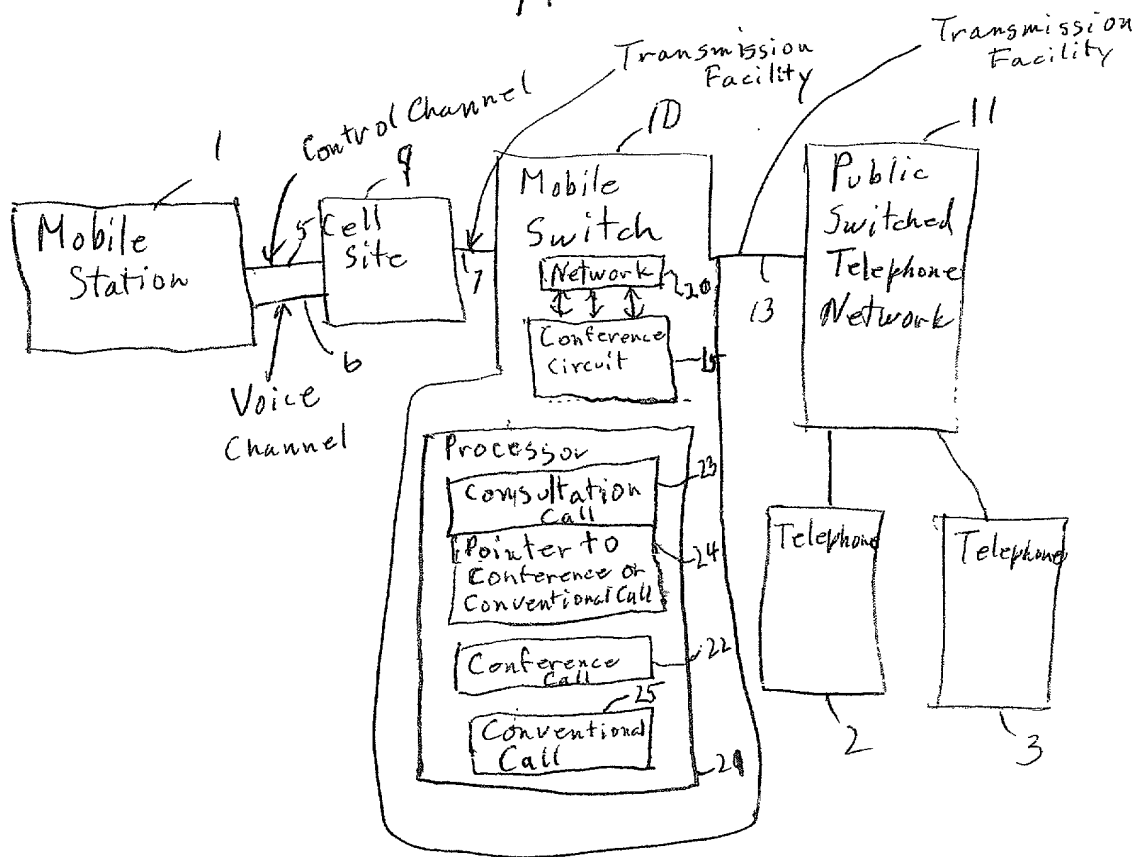 Transmission
Facility
Transmission
Facility
Control Channel
1
9
10
11
Mobile
Station
5
Cell
Site
7
6
Voice
Channel
Mobile
Switch
Network
20
Conference
Circuit
15
13
Public
Switched
Telephone
Network
Processor
Consultation
Call
23
Pointer to
Conference or
Conventional Call
24
Conference
Call
22
25
Conventional
Call
21
Telephone
2
Telephone
3